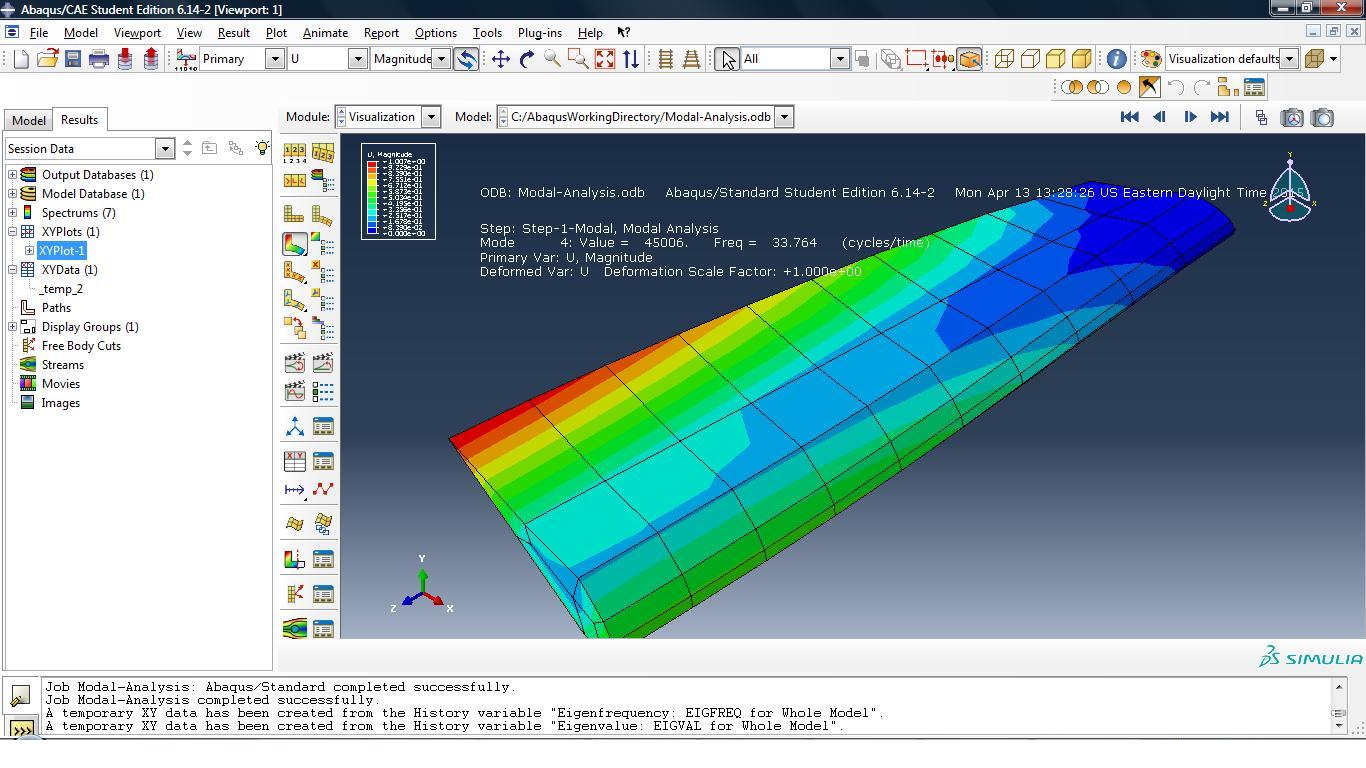 Abaqus/CAE Student Edition 6.14-2 [Viewport: 1]
File Model Viewport View Result Plot Animate Report Options Tools Plug-ins Help
Primary U Magnitude All Visualization defaults
Model Results
Module: Visualization Model: C:/AbaqusWorkingDirectory/Modal-Analysis.odb
Session Data
Output Databases (1)
Model Database (1)
Spectrums (7)
XYPlots (1)
XYPlot-1
XYData (1)
_temp_2
Paths
Display Groups (1)
Free Body Cuts
Streams
Movies
Images
U, Magnitude
+1.007e+00
+0.000e+00
ODB: Modal-Analysis.odb Abaqus/Standard Student Edition 6.14-2 Mon Apr 13 13:28:26 US Eastern Daylight Time 2015
Step: Step-1-Modal, Modal Analysis
Mode 4: Value = 45006. Freq = 33.764 (cycles/time)
Primary Var: U, Magnitude
Deformed Var: U Deformation Scale Factor: +1.000e+00
Y
Z X
Y
Z X
SIMULIA
Job Modal-Analysis: Abaqus/Standard completed successfully.
Job Modal-Analysis completed successfully.
A temporary XY data has been created from the History variable "Eigenfrequency: EIGFREQ for Whole Model".
A temporary XY data has been created from the History variable "Eigenvalue: EIGVAL for Whole Model".